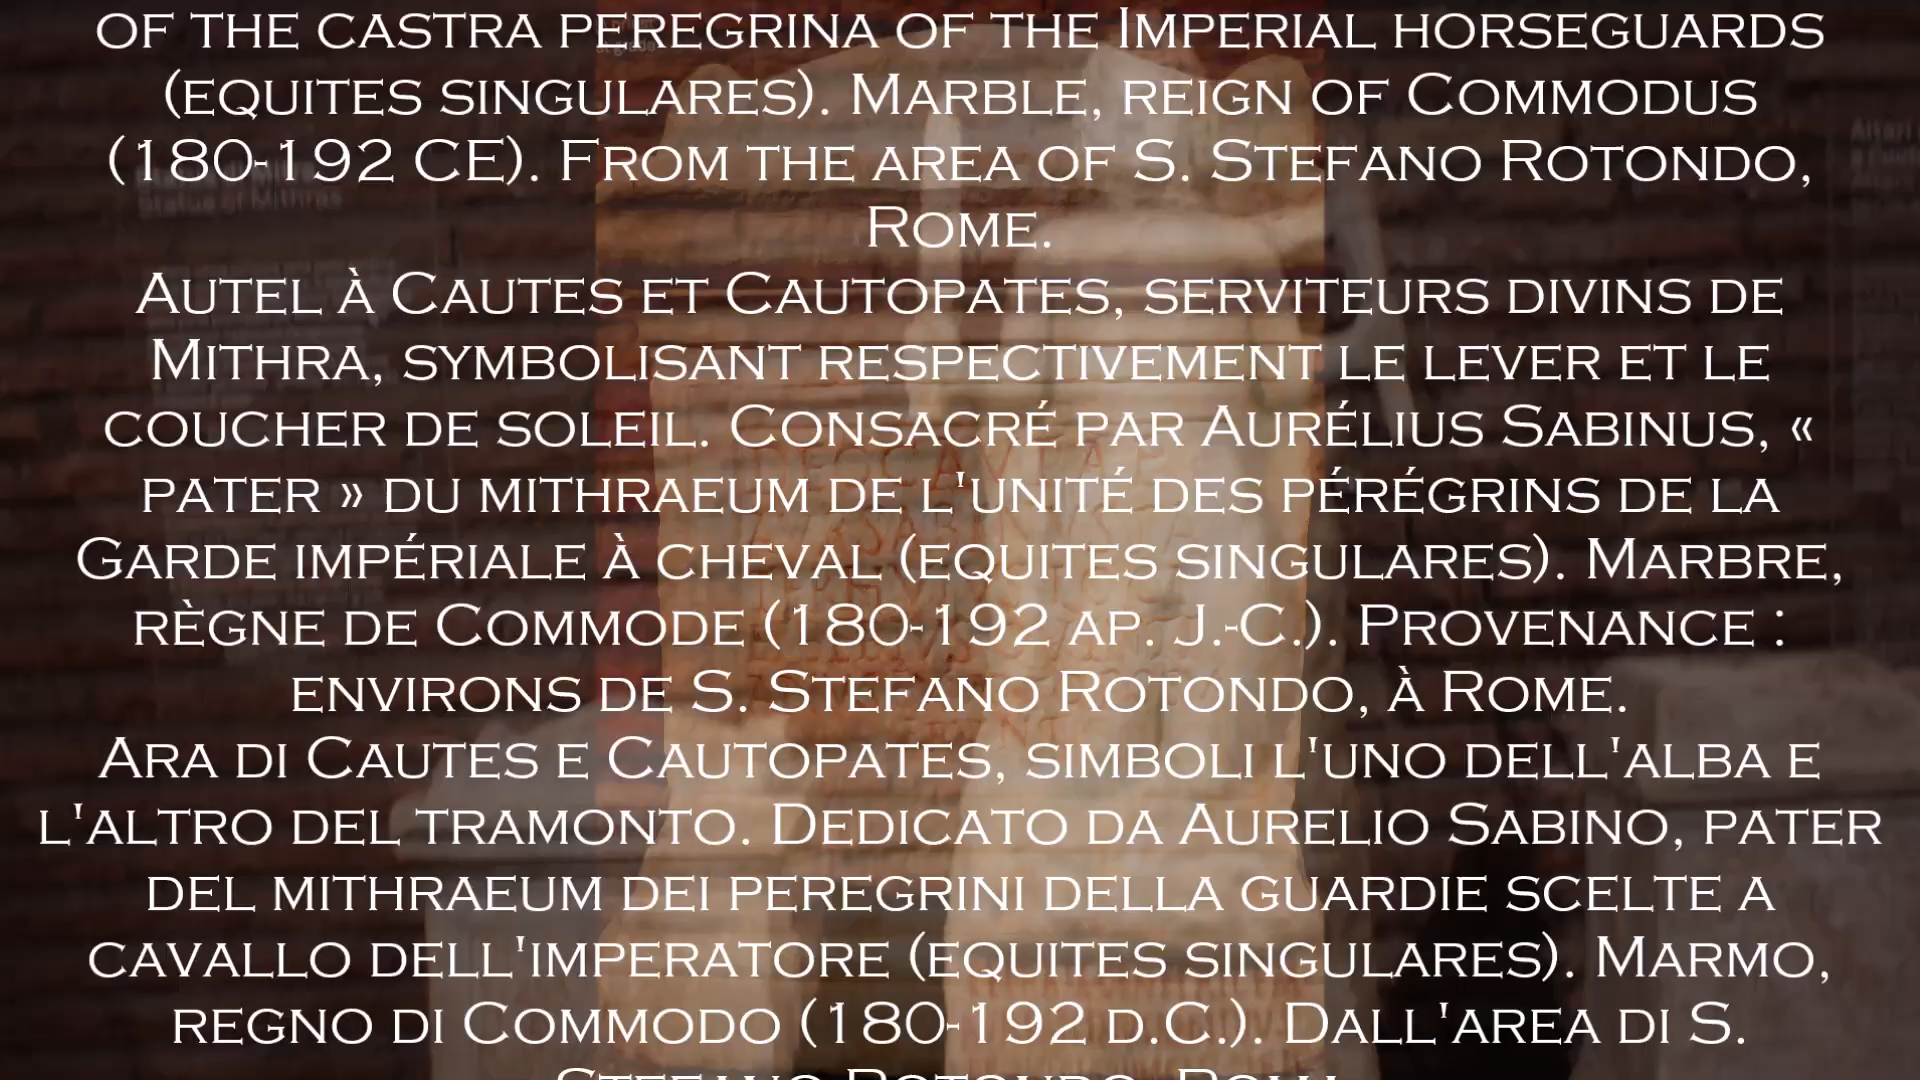 OF THE CASTRA PEREGRINA OF THE IMPERIAL HORSEGUARDS
(EQUITES SINGULARES). MARBLE, REIGN OF COMMODUS
(180-192 CE). FROM THE AREA OF S. STEFANO ROTONDO,
ROME.
AUTEL À CAUTES ET CAUTOPATES, SERVITEURS DIVINS DE
MITHRA, SYMBOLISANT RESPECTIVEMENT LE LEVER ET LE
COUCHER DE SOLEIL. CONSACRÉ PAR AURÉLIUS SABINUS, «
PATER » DU MITHRAEUM DE L'UNITÉ DES PÉRÉGRINS DE LA
GARDE IMPÉRIALE À CHEVAL (EQUITES SINGULARES). MARBRE,
RÈGNE DE COMMODE (180-192 AP. J.-C.). PROVENANCE :
ENVIRONS DE S. STEFANO ROTONDO, À ROME.
ARA DI CAUTES E CAUTOPATES, SIMBOLI L'UNO DELL'ALBA E
L'ALTRO DEL TRAMONTO. DEDICATO DA AURELIO SABINO, PATER
DEL MITHRAEUM DEI PEREGRINI DELLA GUARDIE SCELTE A
CAVALLO DELL'IMPERATORE (EQUITES SINGULARES). MARMO,
REGNO DI COMMODO (180-192 D.C.). DALL'AREA DI S.
STEFANO ROTONDO,
Statue of Mithras